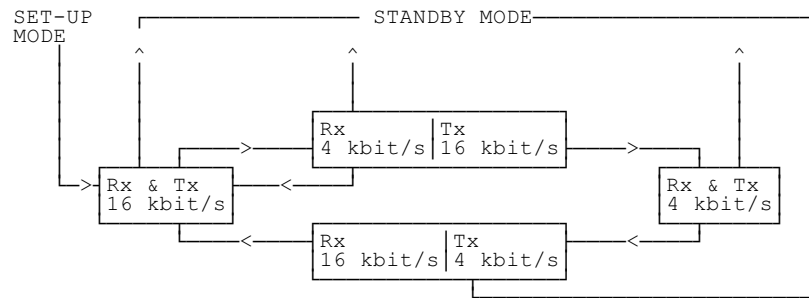 SET-UP MODE
STANDBY MODE
Rx
4 kbit/s
Tx
16 kbit/s
Rx & Tx
16 kbit/s
Rx & Tx
4 kbit/s
Rx
16 kbit/s
Tx
4 kbit/s